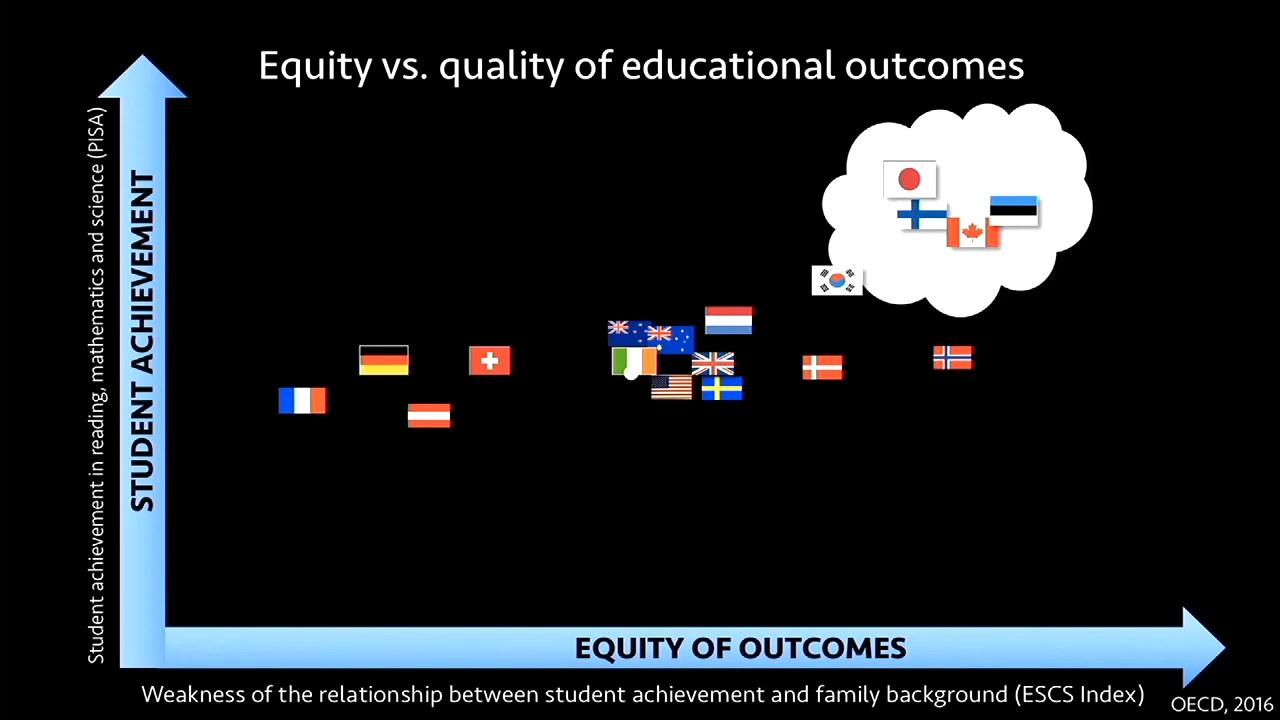 Equity vs. quality of educational outcomes
Student achievement in reading, mathematics and science (PISA)
STUDENT ACHIEVEMENT
EQUITY OF OUTCOMES
Weakness of the relationship between student achievement and family background (ESCS Index)
OECD, 2016